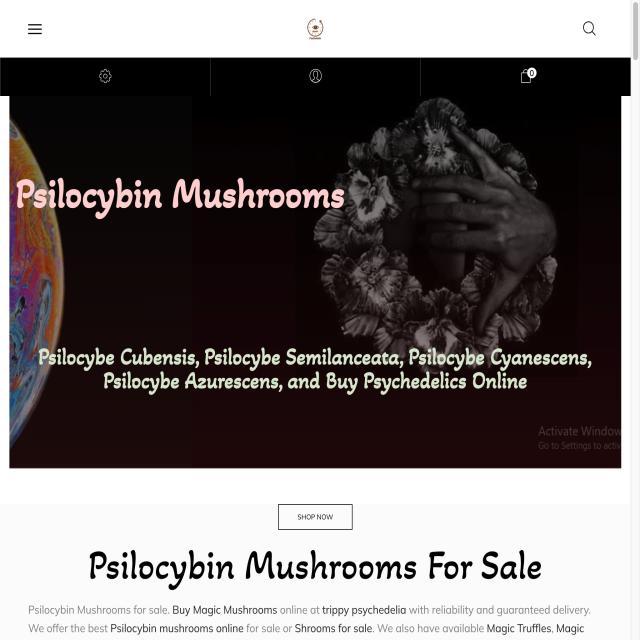 0
Psilocybin Mushrooms
Psilocybe Cubensis, Psilocybe Semilanceata, Psilocybe Cyanescens,
Psilocybe Azurescens, and Buy Psychedelics Online
Activate Window
Go to Settings to activ
SHOP NOW
Psilocybin Mushrooms For Sale
Psilocybin Mushrooms for sale. Buy Magic Mushrooms online at trippy psychedelia with reliability and guaranteed delivery.
We offer the best Psilocybin mushrooms online for sale or Shrooms for sale. We also have available Magic Truffles, Magic